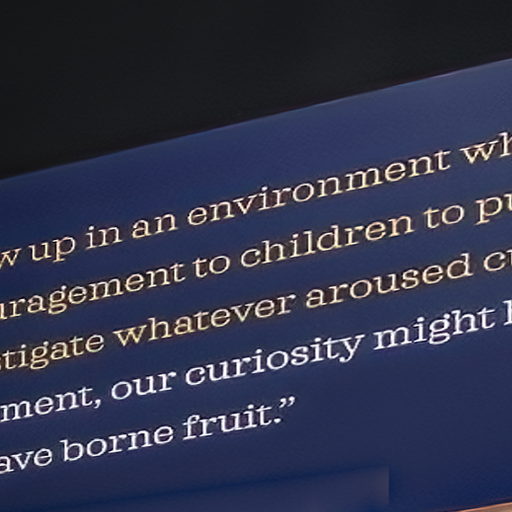 w up in an environment wh
uragement to children to pu
stigate whatever aroused cu
ment, our curiosity might h
ave borne fruit.”